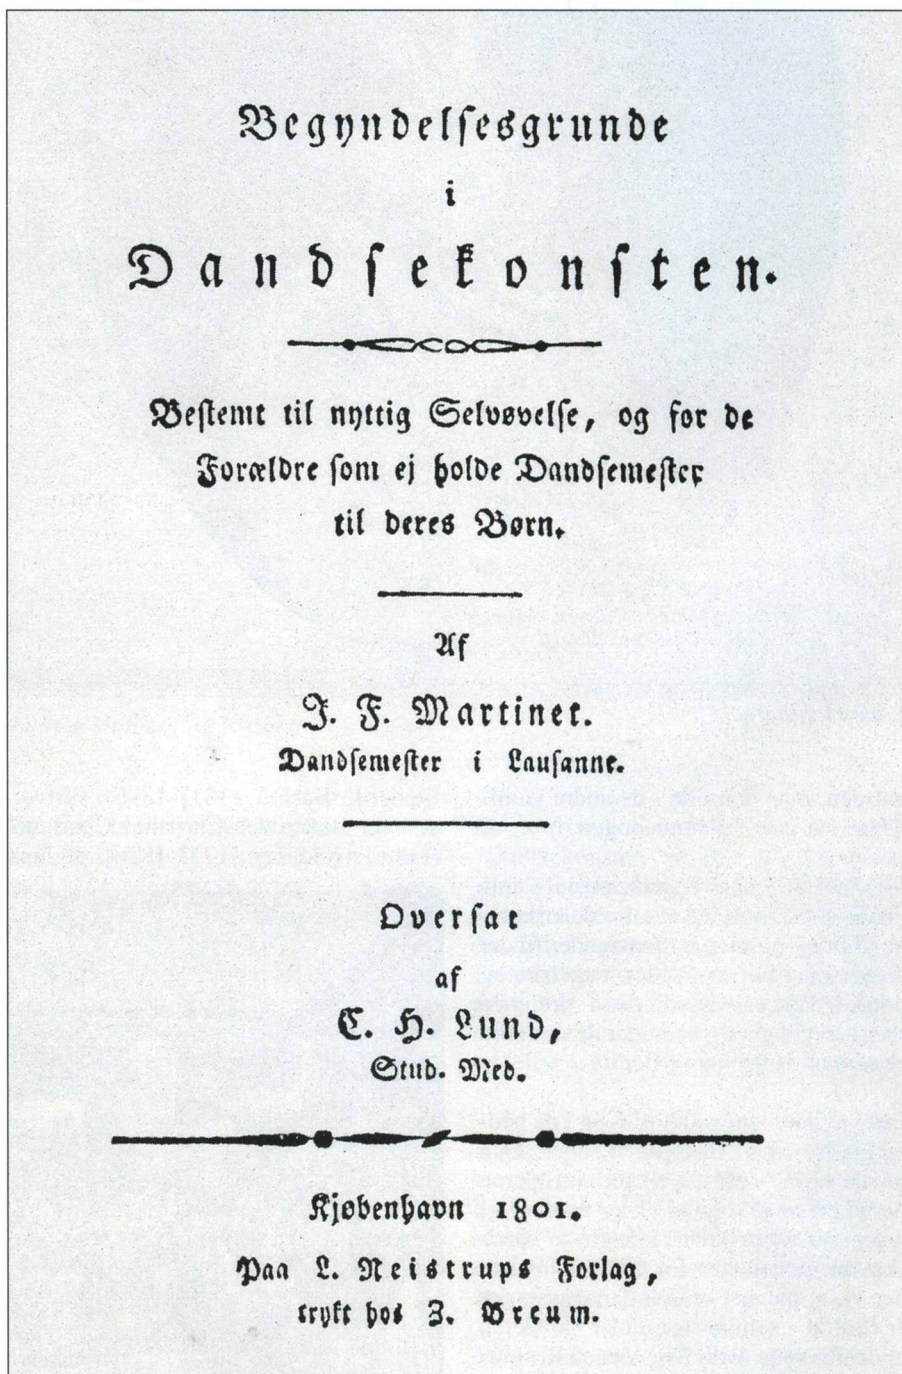 Begyndelsesgrunde
i
Dandsekonsten.
Bestemt til nyttig Selvøvelse, og for de
Forældre som ej holde Dandsemester
til deres Børn.
Af
J. F. Martinet.
Dandsemester i Lausanne.
Oversat
af
C. H. Lund,
Stud. Med.
Kjøbenhavn 1801.
Paa L. Reistrups Forlag,
trykt hos Z. Breum.